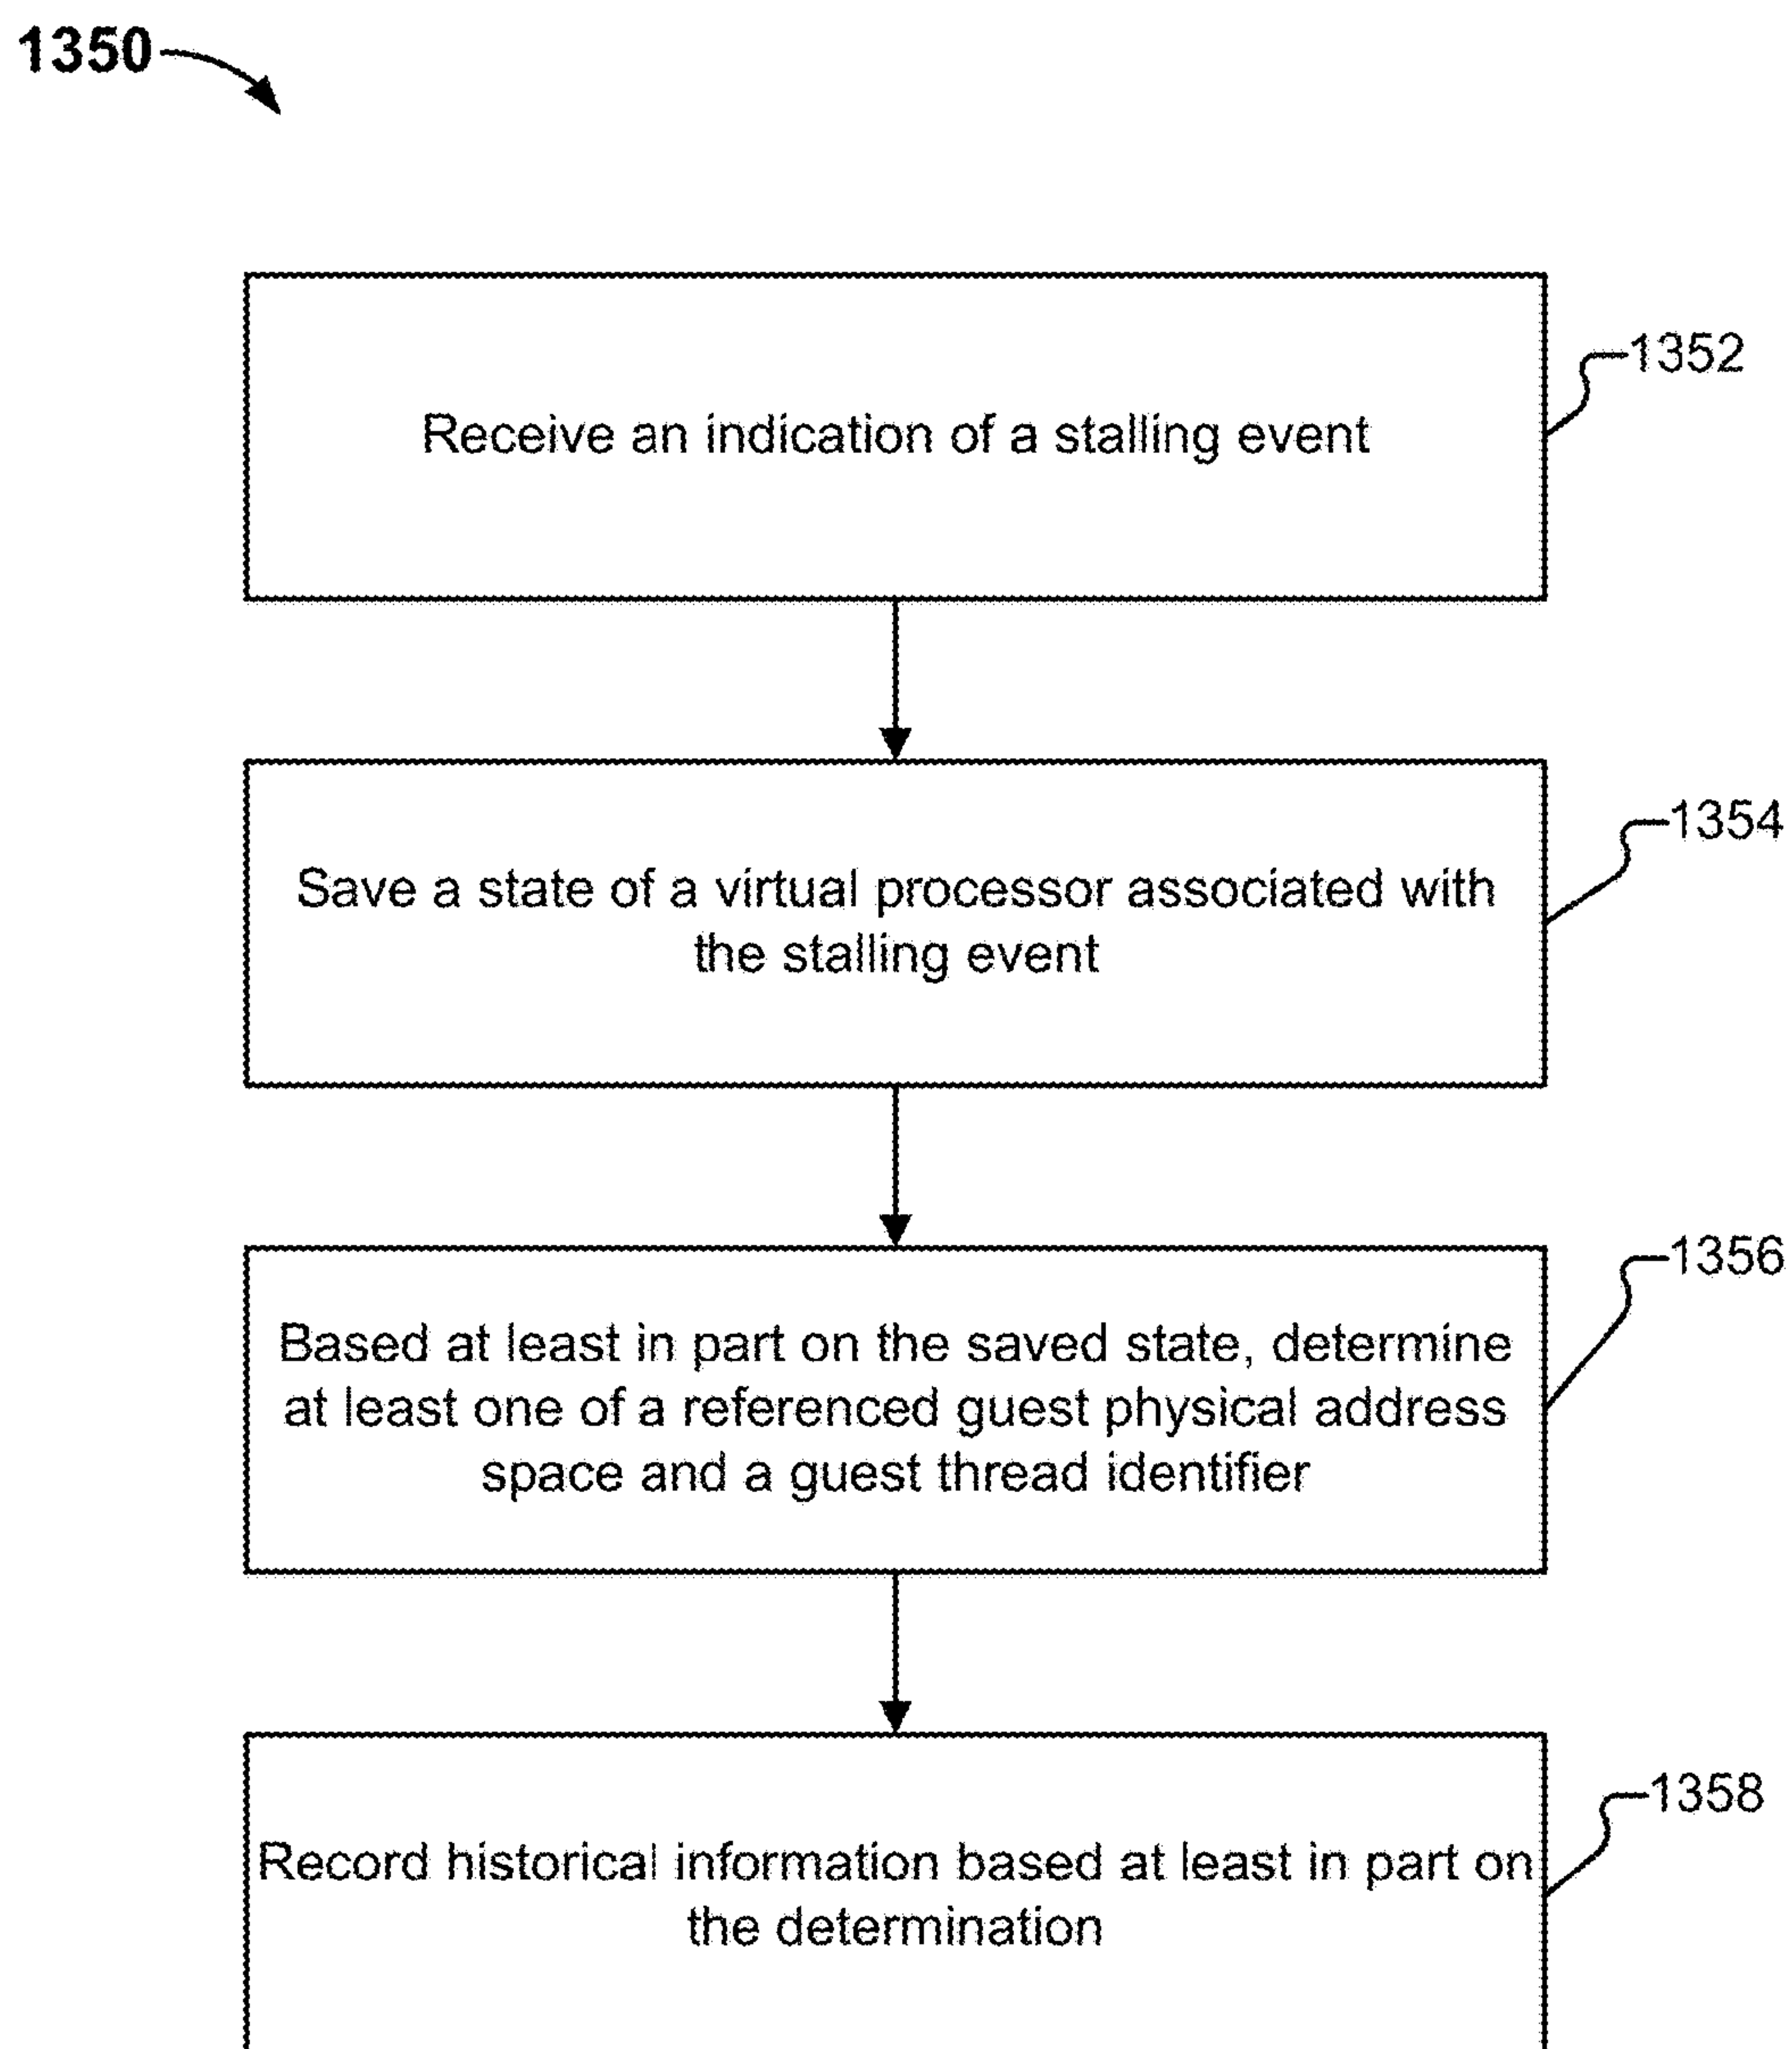 1350
Receive an indication of a stalling event
1352
Save a state of a virtual processor associated with
the stalling event
1354
Based at least in part on the saved state, determine
at least one of a referenced guest physical address
space and a guest thread identifier
1356
Record historical information based at least in part on
the determination
1358